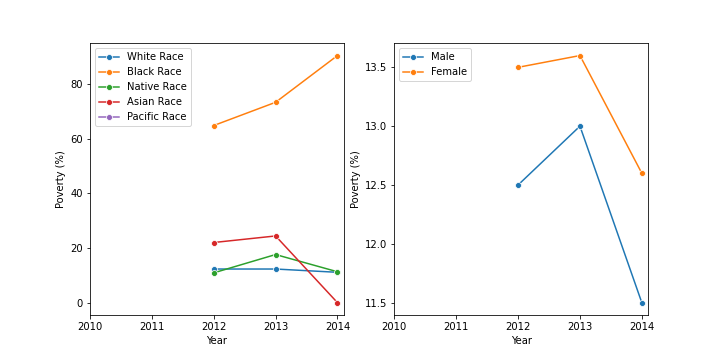 White Race
Black Race
Native Race
Asian Race
Pacific Race
80
60
40
20
0
Poverty (%)
2010 2011 2012 2013 2014
Year
Male
Female
13.5
13.0
12.5
12.0
11.5
Poverty (%)
2010 2011 2012 2013 2014
Year